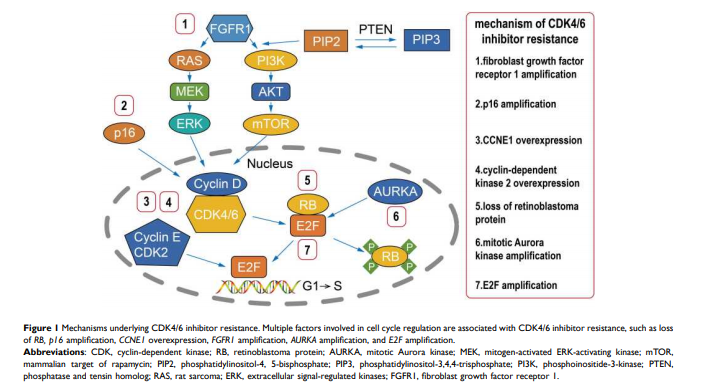 1
FGFR1
PIP2
PTEN
PIP3
RAS
PI3K
MEK
AKT
2
p16
ERK
mTOR
Nucleus
Cyclin D
CDK4/6
3
4
5
RB
E2F
AURKA
6
Cyclin E
CDK2
7
E2F
P
P
RB
P
P
G1→S
mechanism of CDK4/6
inhibitor resistance
1.fibroblast growth factor
receptor 1 amplification
2.p16 amplification
3.CCNE1 overexpression
4.cyclin-dependent
kinase 2 overexpression
5.loss of retinoblastoma
protein
6.mitotic Aurora
kinase amplification
7.E2F amplification
Figure 1 Mechanisms underlying CDK4/6 inhibitor resistance. Multiple factors involved in cell cycle regulation are associated with CDK4/6 inhibitor resistance, such as loss
of RB, p16 amplification, CCNE1 overexpression, FGFR1 amplification, AURKA amplification, and E2F amplification.
Abbreviations: CDK, cyclin-dependent kinase; RB, retinoblastoma protein; AURKA, mitotic Aurora kinase; MEK, mitogen-activated ERK-activating kinase; mTOR,
mammalian target of rapamycin; PIP2, phosphatidylinositol-4, 5-bisphosphate; PIP3, phosphatidylinositol-3,4,4-trisphosphate; PI3K, phosphoinositide-3-kinase; PTEN,
phosphatase and tensin homolog; RAS, rat sarcoma; ERK, extracellular signal-regulated kinases; FGFR1, fibroblast growth factor receptor 1.